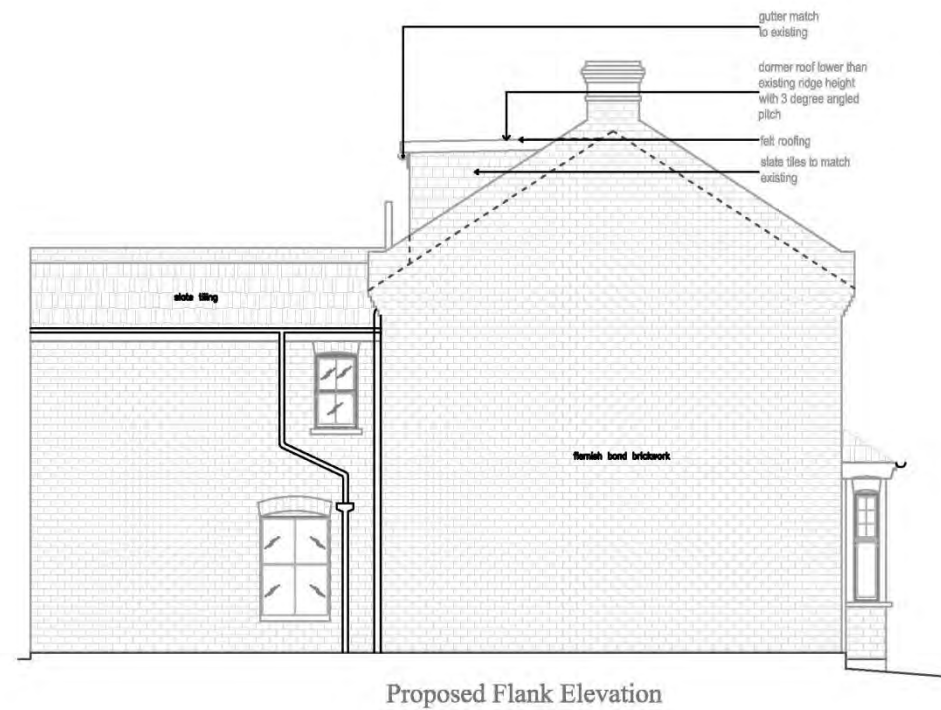 gutter match
to existing
dormer roof lower than
existing ridge height
with 3 degree angled
pitch
felt roofing
slate tiles to match
existing
slate tiling
flemish bond brickwork
Proposed Flank Elevation